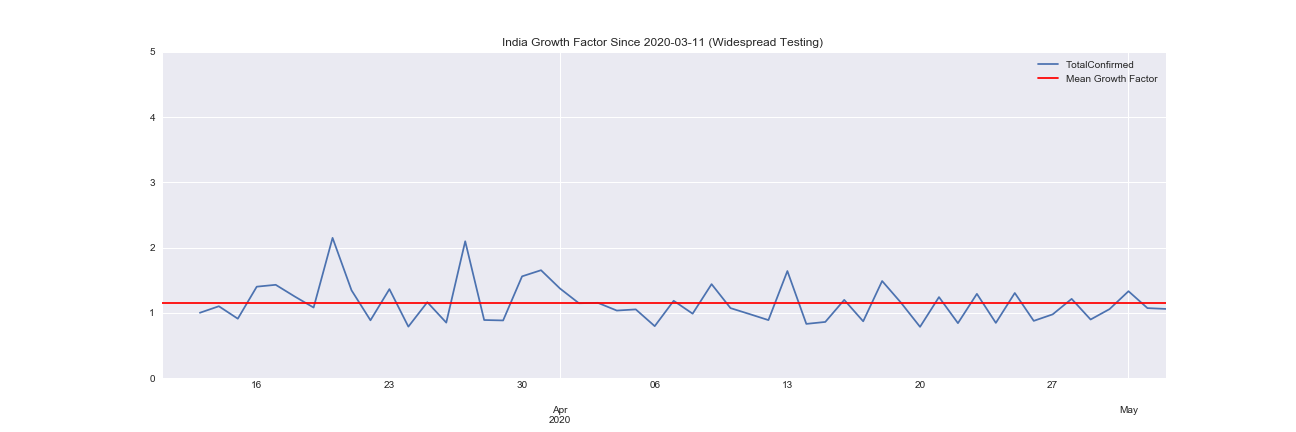 India Growth Factor Since 2020-03-11 (Widespread Testing)
TotalConfirmed
Mean Growth Factor
5
4
3
2
1
0
16 23 30 06 13 20 27
Apr May
2020